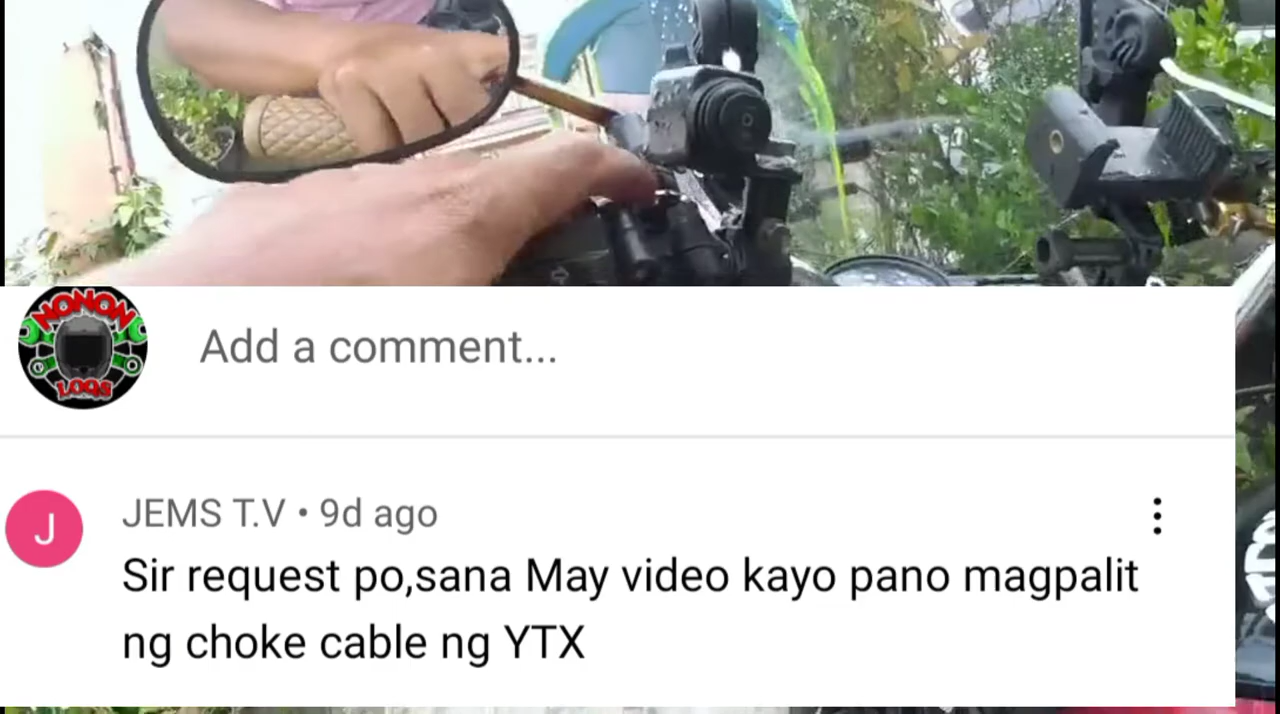 NONON
LOQS
Add a comment...
J
JEMS T.V • 9d ago
Sir request po,sana May video kayo pano magpalit
ng choke cable ng YTX